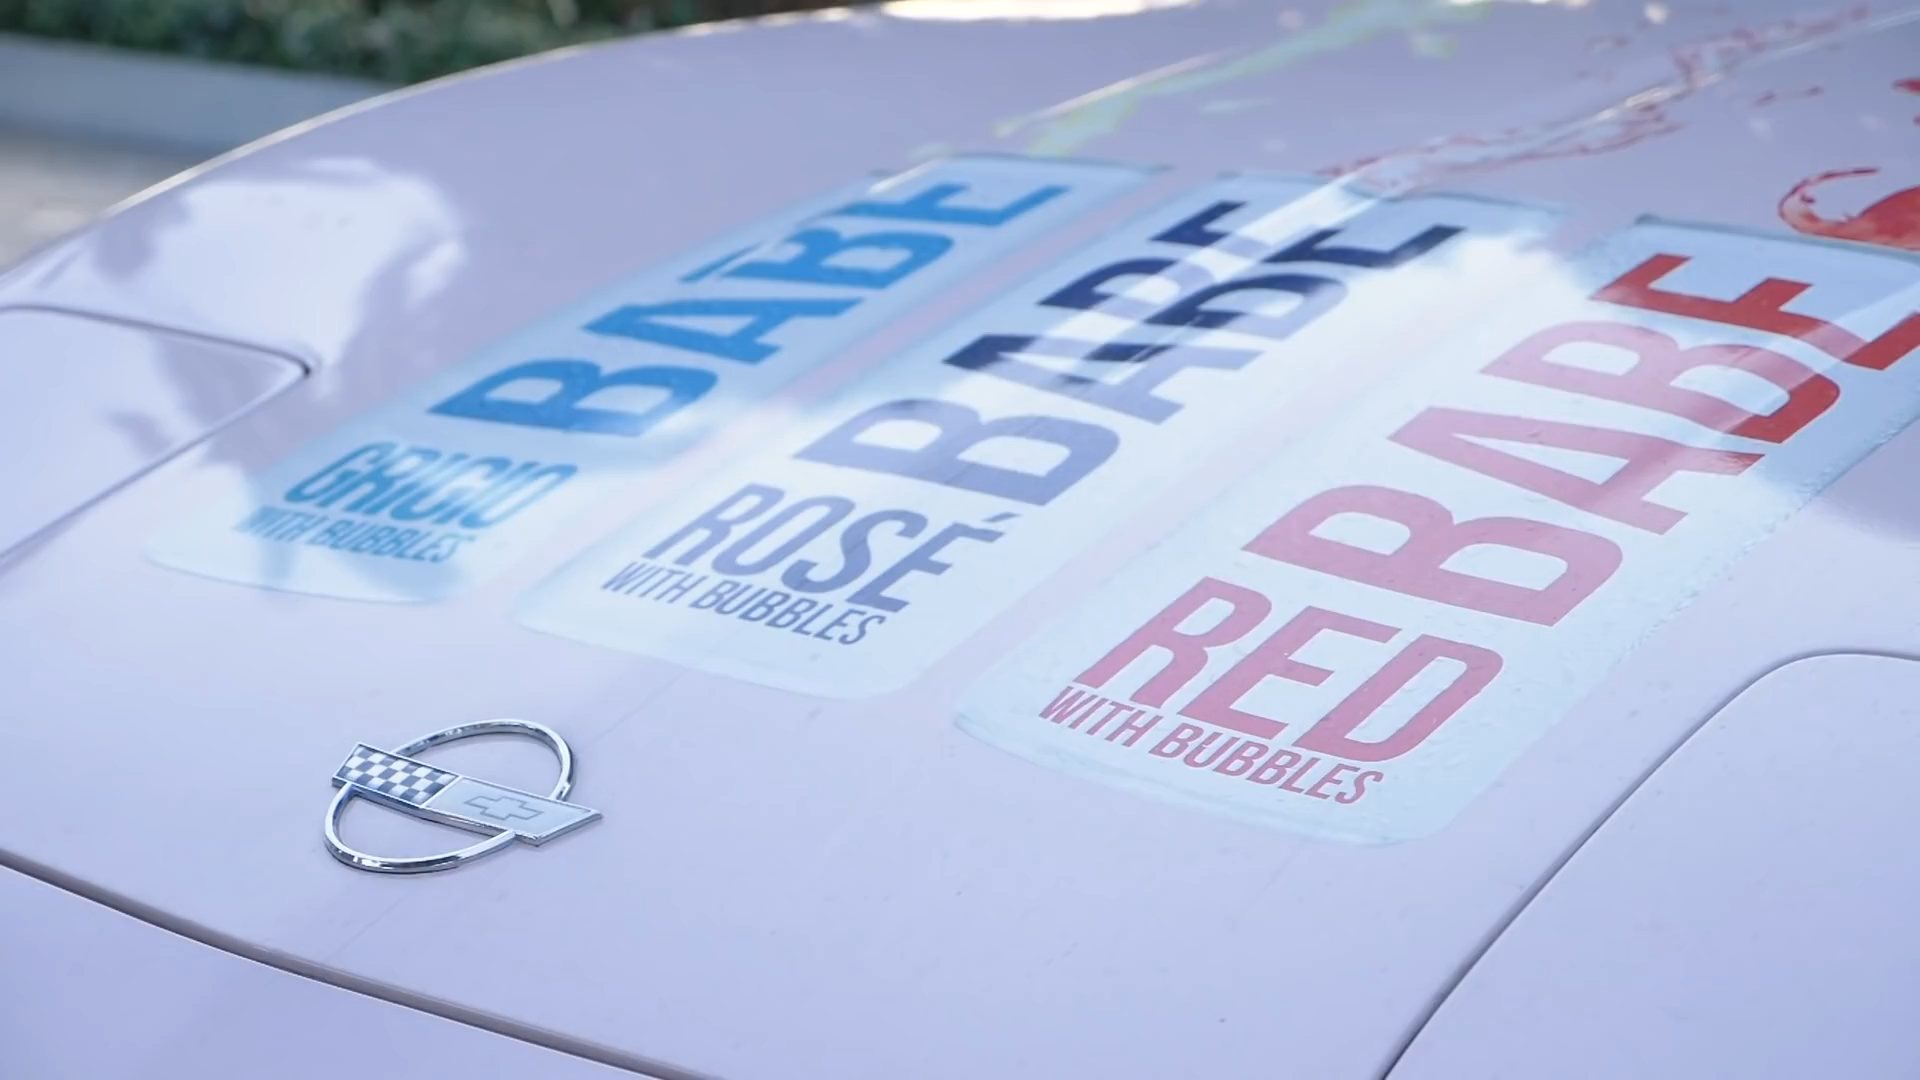 BABE
GRIGIO
WITH BUBBLES
BABE
ROSÉ
WITH BUBBLES
BABE
RED
WITH BUBBLES